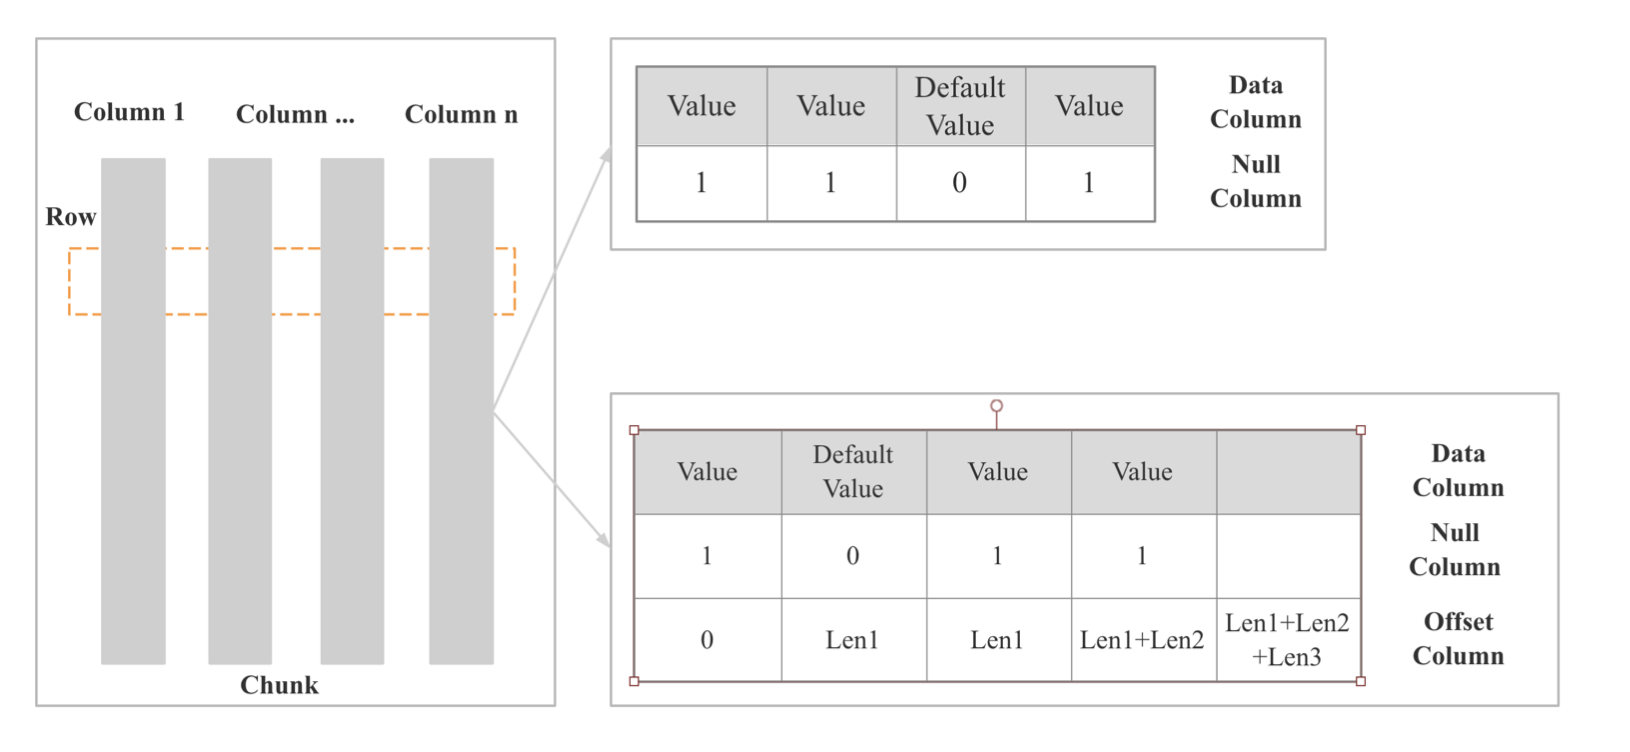 Column 1
Column ...
Column n
Row
Chunk
Value
Value
Default
Value
Value
Data
Column
1
1
0
1
Null
Column
Value
Default
Value
Value
Value
Data
Column
1
0
1
1
Null
Column
0
Len1
Len1
Len1+Len2
Len1+Len2
+Len3
Offset
Column